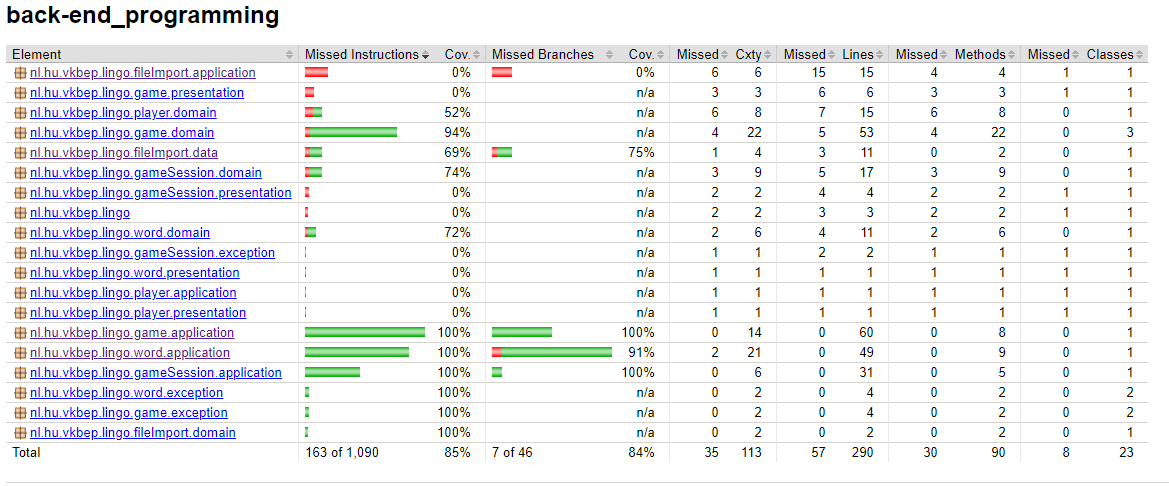 back-end_programming
Element Missed Instructions Cov. Missed Branches Cov. Missed Cxty Missed Lines Missed Methods Missed Classes
nl.hu.vkbep.lingo.fileImport.application 0% 0% 6 6 15 15 4 4 1 1
nl.hu.vkbep.lingo.game.presentation 0% n/a 3 3 6 6 3 3 1 1
nl.hu.vkbep.lingo.player.domain 52% n/a 6 8 7 15 6 8 0 1
nl.hu.vkbep.lingo.game.domain 94% n/a 4 22 5 53 4 22 0 3
nl.hu.vkbep.lingo.fileImport.data 69% 75% 1 4 3 11 0 2 0 1
nl.hu.vkbep.lingo.gameSession.domain 74% n/a 3 9 5 17 3 9 0 1
nl.hu.vkbep.lingo.gameSession.presentation 0% n/a 2 2 4 4 2 2 1 1
nl.hu.vkbep.lingo 0% n/a 2 2 3 3 2 2 1 1
nl.hu.vkbep.lingo.word.domain 72% n/a 2 6 4 11 2 6 0 1
nl.hu.vkbep.lingo.gameSession.exception 0% n/a 1 1 2 2 1 1 1 1
nl.hu.vkbep.lingo.word.presentation 0% n/a 1 1 1 1 1 1 1 1
nl.hu.vkbep.lingo.player.application 0% n/a 1 1 1 1 1 1 1 1
nl.hu.vkbep.lingo.player.presentation 0% n/a 1 1 1 1 1 1 1 1
nl.hu.vkbep.lingo.game.application 100% 100% 0 14 0 60 0 8 0 1
nl.hu.vkbep.lingo.word.application 100% 91% 2 21 0 49 0 9 0 1
nl.hu.vkbep.lingo.gameSession.application 100% 100% 0 6 0 31 0 5 0 1
nl.hu.vkbep.lingo.word.exception 100% n/a 0 2 0 4 0 2 0 2
nl.hu.vkbep.lingo.game.exception 100% n/a 0 2 0 4 0 2 0 2
nl.hu.vkbep.lingo.fileImport.domain 100% n/a 0 2 0 2 0 2 0 1
Total 163 of 1,090 85% 7 of 46 84% 35 113 57 290 30 90 8 23